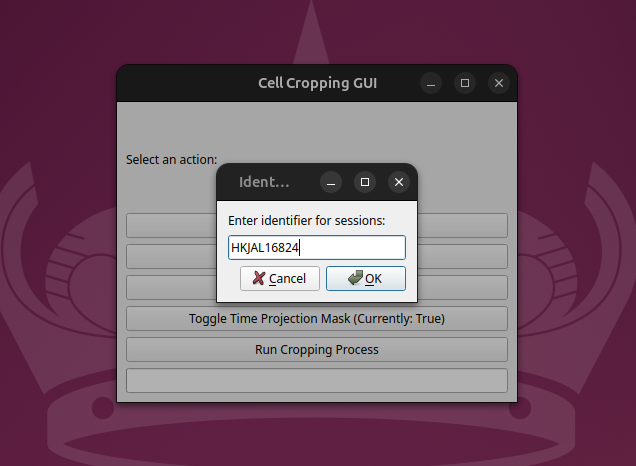 Cell Cropping GUI
Select an action:
Ident...
Enter identifier for sessions:
HKJAL16824
Cancel
OK
Toggle Time Projection Mask (Currently: True)
Run Cropping Process